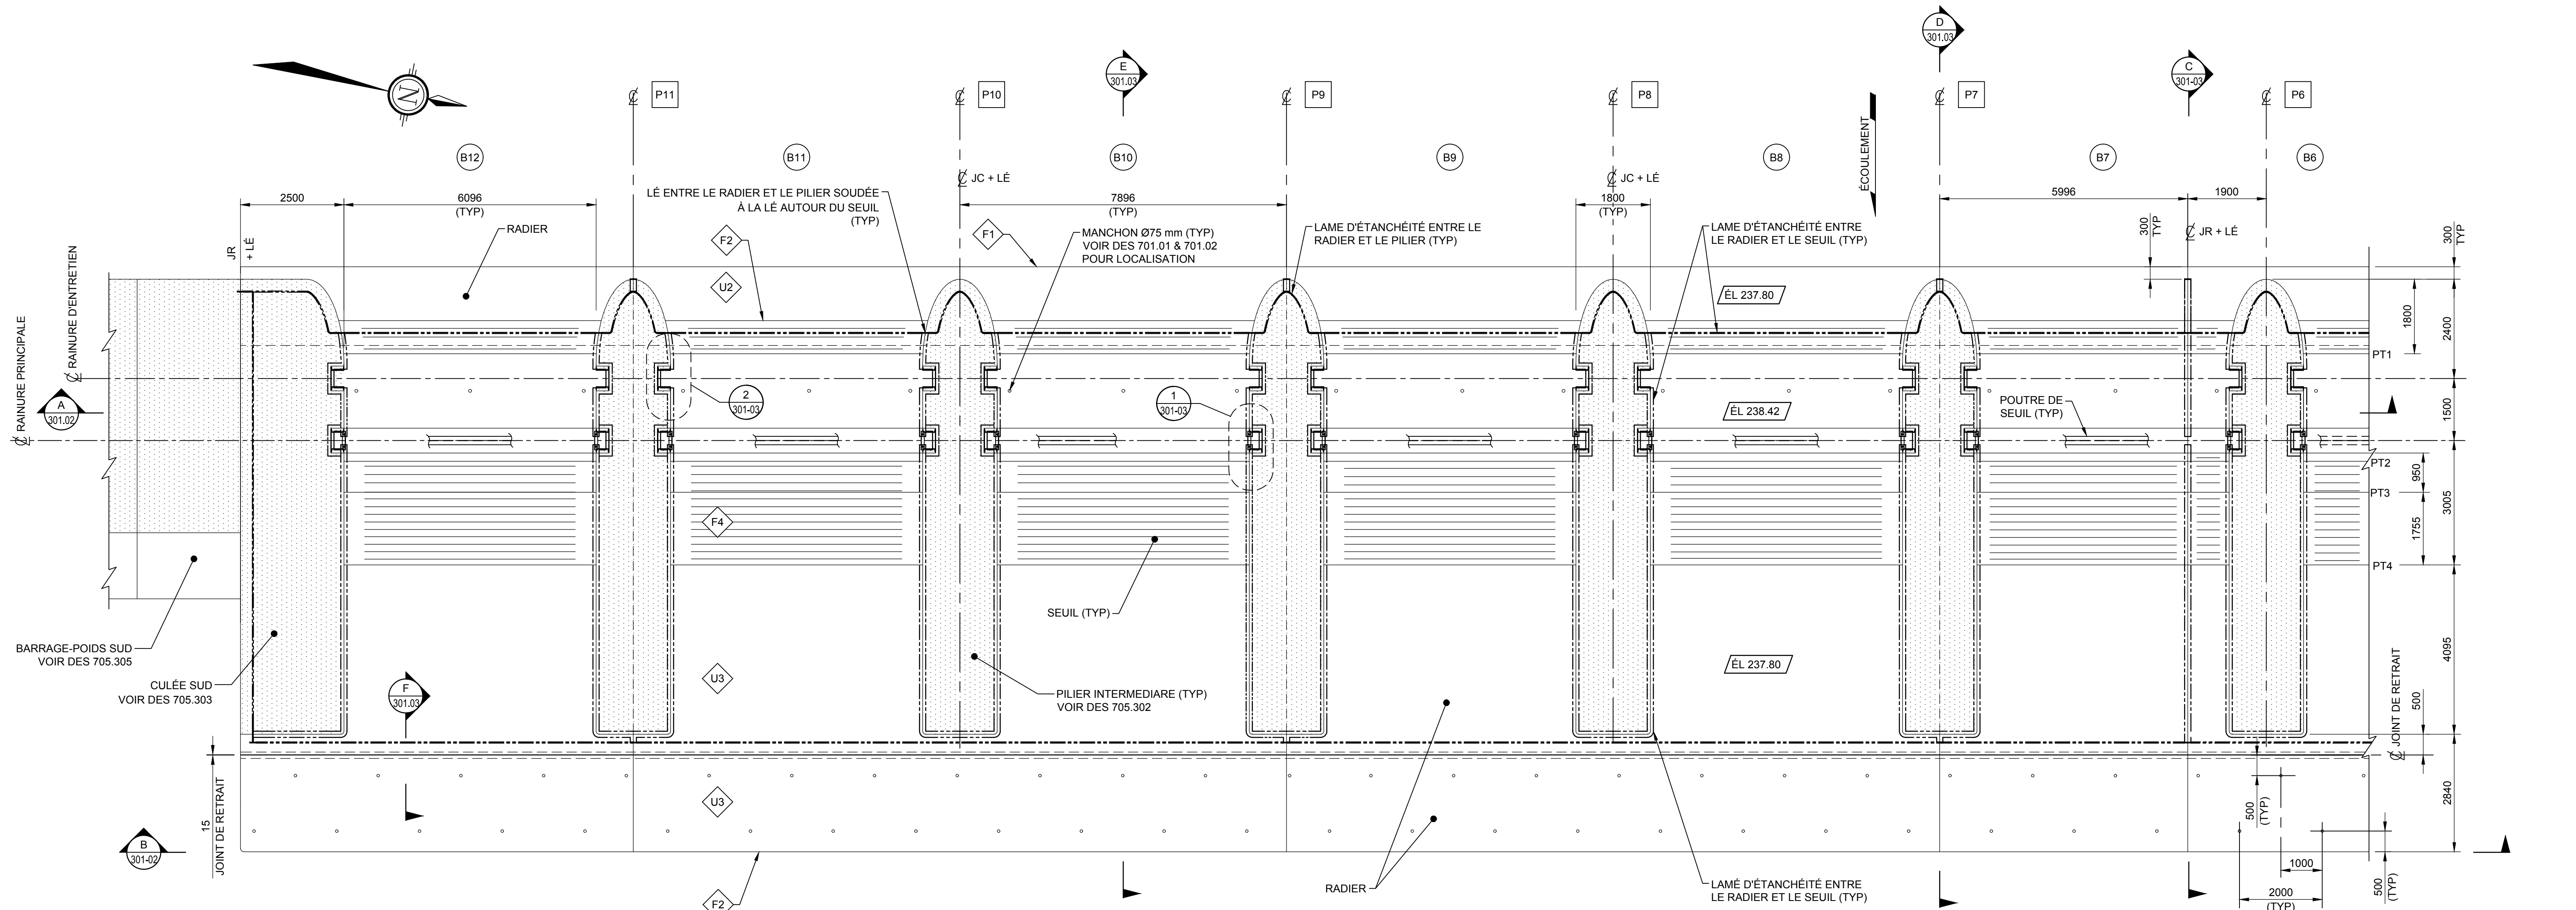 D
301.03
E
301.03
C
301-03
N
P11
P10
P9
P8
P7
P6
ÉCOULEMENT
B12
B11
B10
B9
B8
B7
B6
JC + LÉ
JC + LÉ
2500
6096
(TYP)
LÉ ENTRE LE RADIER ET LE PILIER SOUDÉE
À LA LÉ AUTOUR DU SEUIL
(TYP)
7896
(TYP)
1800
(TYP)
5996
1900
RADIER
F2
F1
MANCHON Ø75 mm (TYP)
VOIR DES 701.01 & 701.02
POUR LOCALISATION
LAME D'ÉTANCHÉITÉ ENTRE LE
RADIER ET LE PILIER (TYP)
LAME D'ÉTANCHÉITÉ ENTRE
LE RADIER ET LE SEUIL (TYP)
300
TYP
JR + LÉ
300
TYP
JR
+ LÉ
RAINURE D'ENTRETIEN
RAINURE PRINCIPALE
U2
ÉL 237.80
1800
2400
PT1
A
301.02
2
301-03
1
301-03
ÉL 238.42
POUTRE DE
SEUIL (TYP)
1500
PT2
950
PT3
3005
1755
F4
PT4
SEUIL (TYP)
BARRAGE-POIDS SUD
VOIR DES 705.305
CULÉE SUD
VOIR DES 705.303
F
301.03
U3
PILIER INTERMEDIARE (TYP)
VOIR DES 705.302
ÉL 237.80
4095
JOINT DE RETRAIT
500
15
JOINT DE RETRAIT
U3
500
(TYP)
2840
B
301-02
F2
RADIER
LAMÉ D'ÉTANCHÉITÉ ENTRE
LE RADIER ET LE SEUIL (TYP)
1000
2000
(TYP)
500
(TYP)